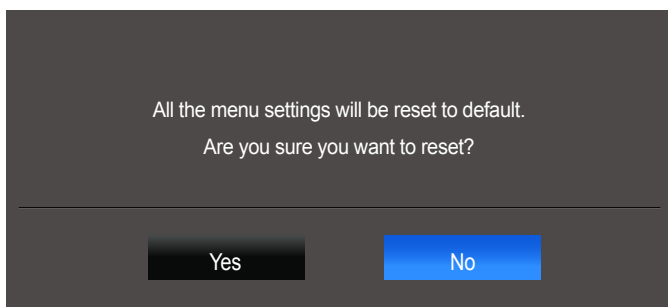 All the menu settings will be reset to default.
Are you sure you want to reset?
Yes
No